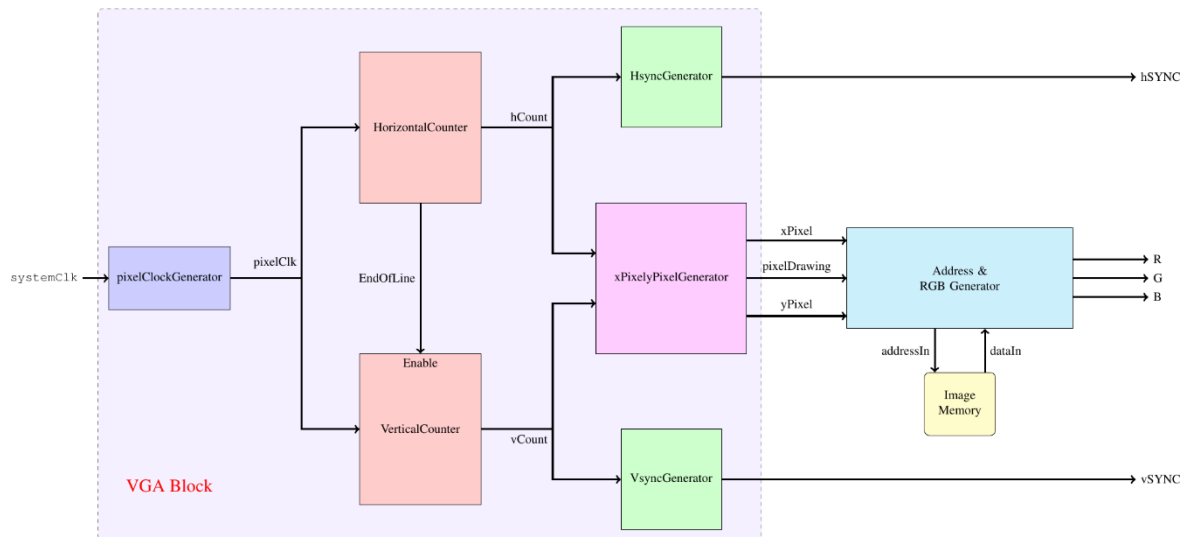 HsyncGenerator
hSYNC
HorizontalCounter
hCount
xPixel
pixelClk
pixelDrawing
R
systemClk
pixelClockGenerator
EndOfLine
xPixelyPixelGenerator
Address &
RGB Generator
G
B
yPixel
addressIn
dataIn
Enable
Image
Memory
VerticalCounter
vCount
VGA Block
VsyncGenerator
vSYNC